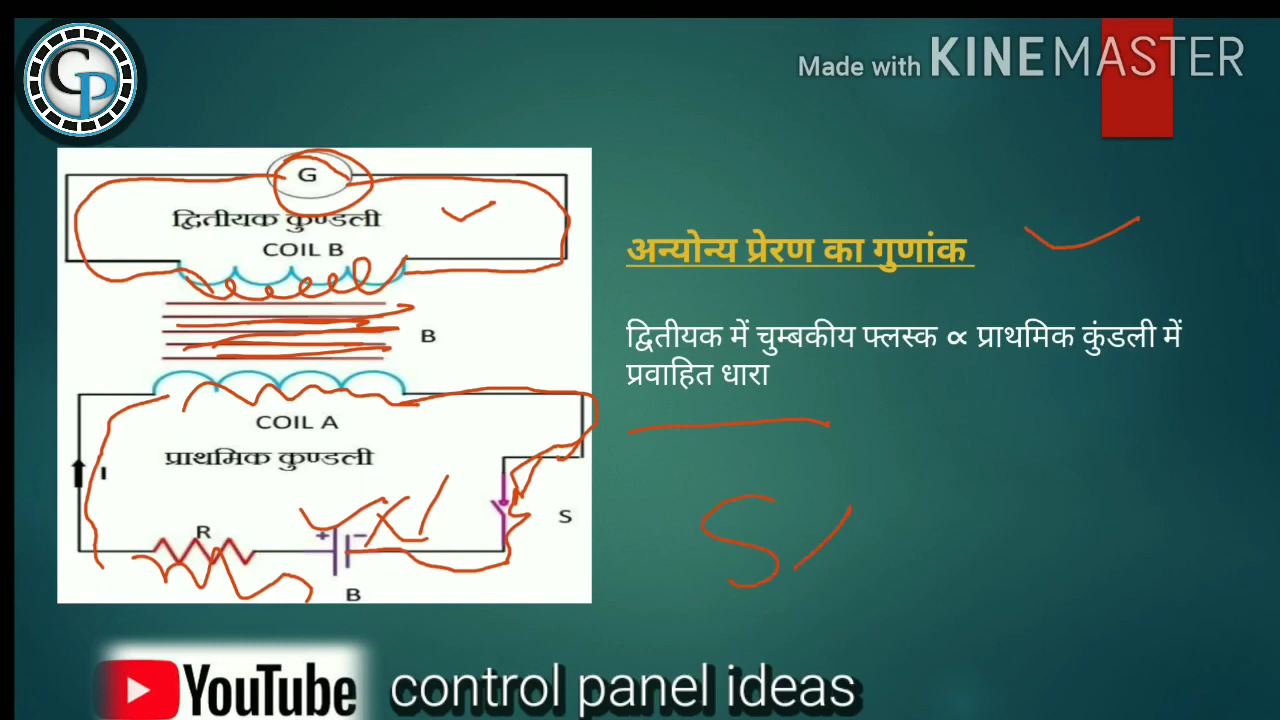 CP
Made with KINEMASTER
G
द्वितीयक कुण्डली
COIL B
B
COIL A
प्राथमिक कुण्डली
I
R
+ -
S
B
अन्योन्य प्रेरण का गुणांक
द्वितीयक में चुम्बकीय फ्लस्क ∝ प्राथमिक कुंडली में
प्रवाहित धारा
YouTube control panel ideas